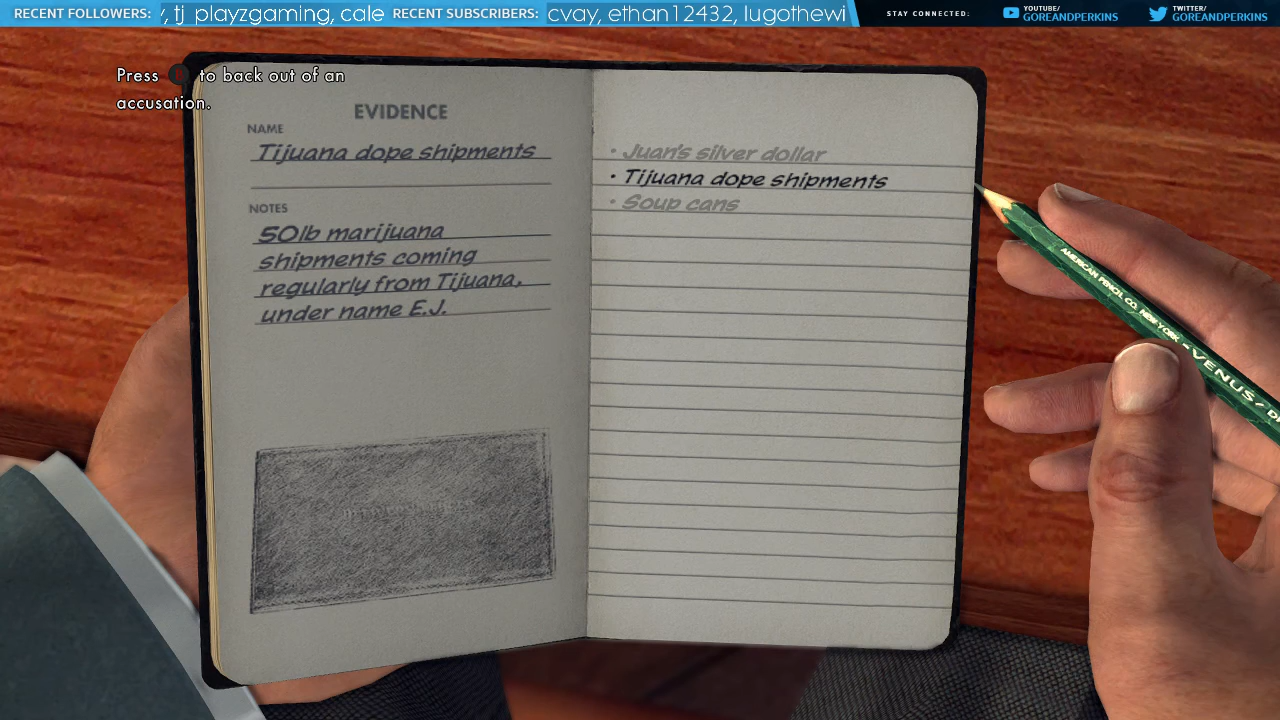 RECENT FOLLOWERS: , tj_playzgaming, cale RECENT SUBSCRIBERS: cvay, ethan12432, lugothewi STAY CONNECTED: YOUTUBE/ GOREANDPERKINS TWITTER/ GOREANDPERKINS
Press to back out of an
accusation.
EVIDENCE
NAME
Tijuana dope shipments
NOTES
50lb marijuana
shipments coming
regularly from Tijuana,
under name E.J.
• Juan's silver dollar
• Tijuana dope shipments
• Soup cans
AMERICAN PENCIL CO. NEW YORK VENUS